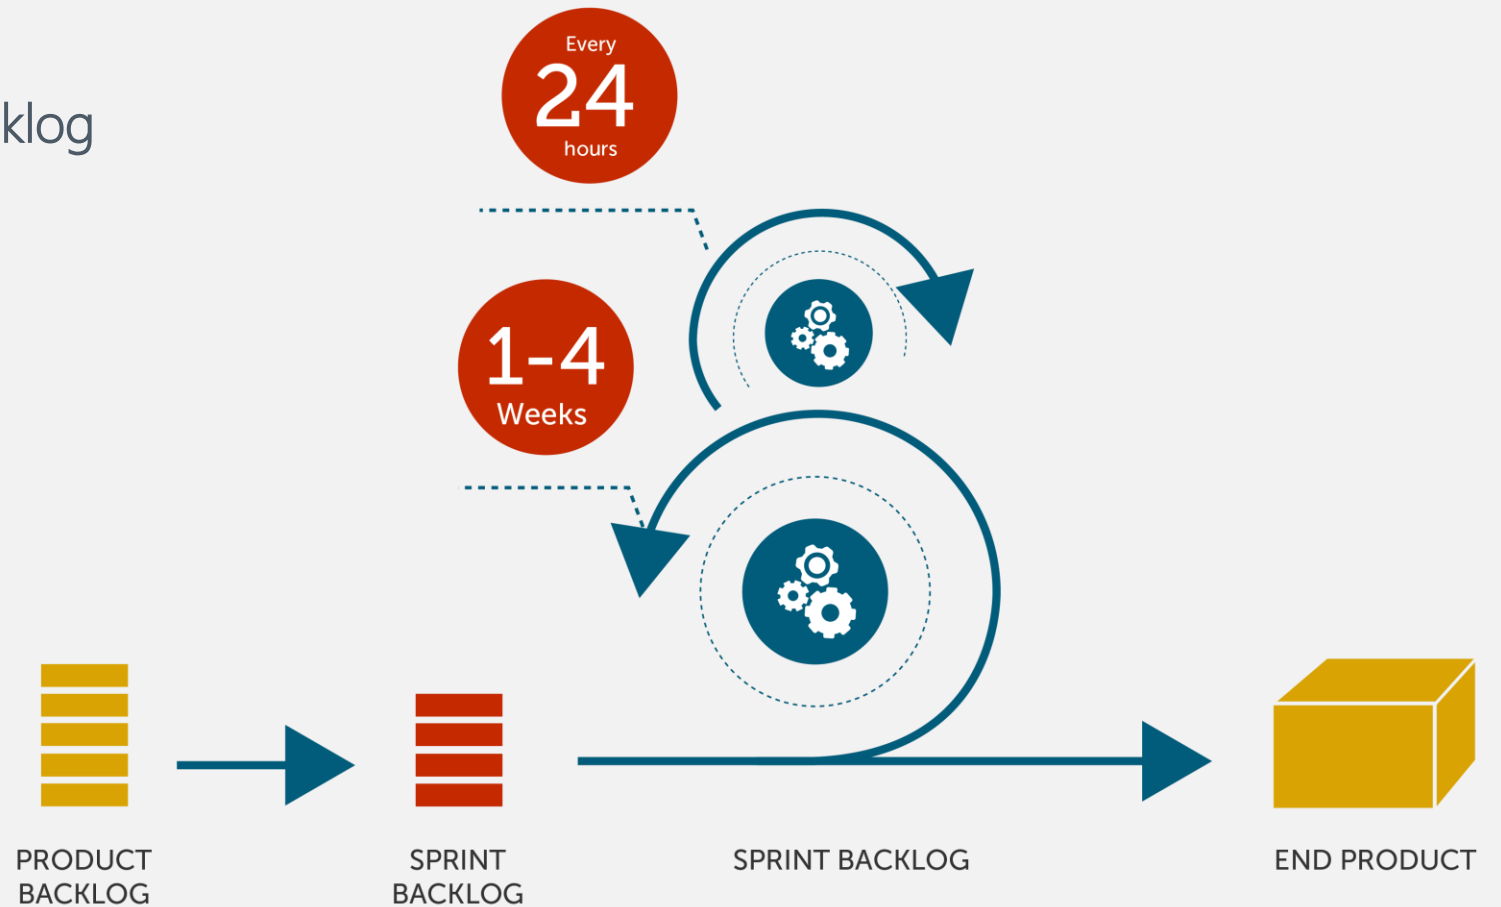 klog
Every
24
hours
1-4
Weeks
PRODUCT
BACKLOG
SPRINT
BACKLOG
SPRINT BACKLOG
END PRODUCT